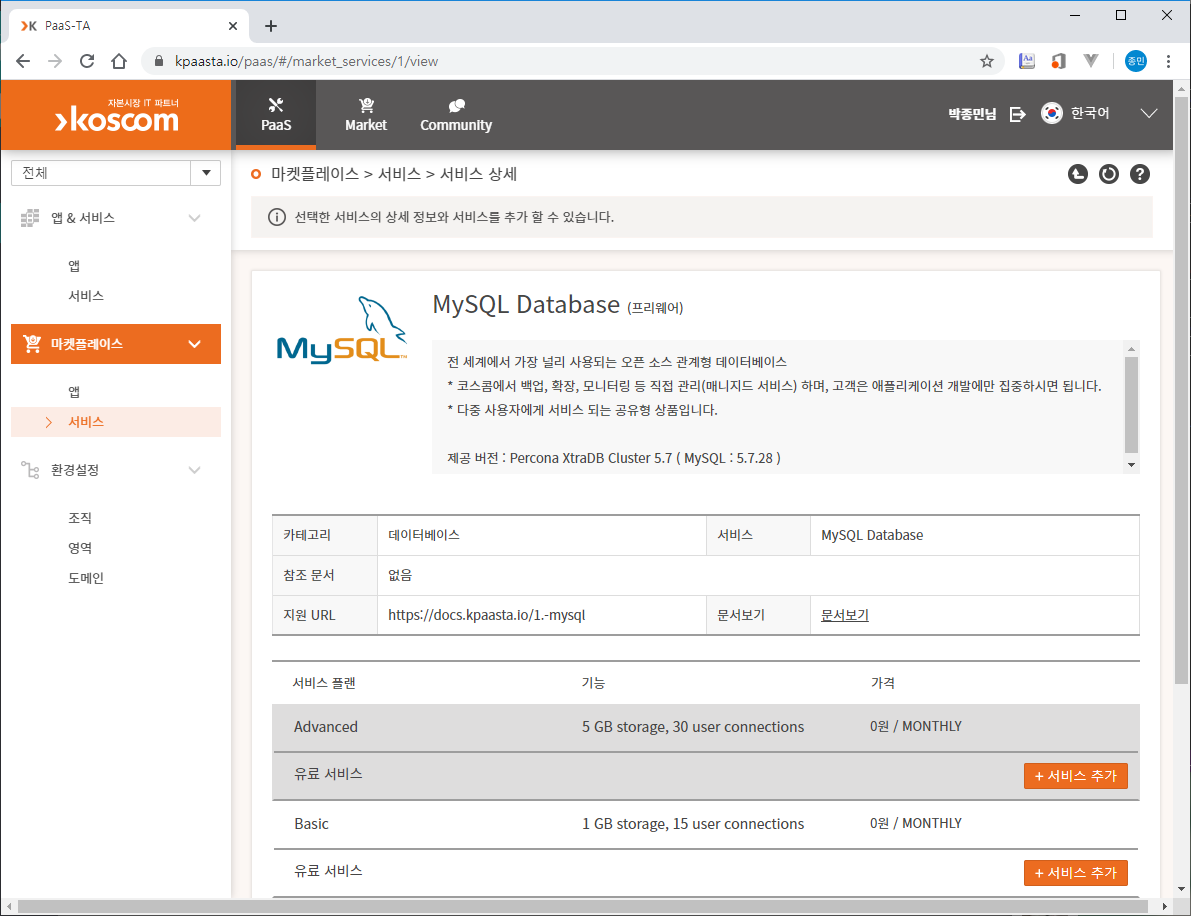 PaaS-TA
kpaasta.io/paas/#/market_services/1/view
종민
자본시장 IT 파트너
koscom
PaaS
Market
Community
박종민님
한국어
전체
앱 & 서비스
앱
서비스
마켓플레이스
앱
서비스
환경설정
조직
영역
도메인
마켓플레이스 > 서비스 > 서비스 상세
선택한 서비스의 상세 정보와 서비스를 추가 할 수 있습니다.
MySQL
MySQL Database (프리웨어)
전 세계에서 가장 널리 사용되는 오픈 소스 관계형 데이터베이스
* 코스콤에서 백업, 확장, 모니터링 등 직접 관리(매니지드 서비스) 하며, 고객은 애플리케이션 개발에만 집중하시면 됩니다.
* 다중 사용자에게 서비스 되는 공유형 상품입니다.
제공 버전 : Percona XtraDB Cluster 5.7 ( MySQL : 5.7.28 )
카테고리 데이터베이스 서비스 MySQL Database
참조 문서 없음
지원 URL https://docs.kpaasta.io/1.-mysql 문서보기 문서보기
서비스 플랜 기능 가격
Advanced 5 GB storage, 30 user connections 0원 / MONTHLY
유료 서비스 + 서비스 추가
Basic 1 GB storage, 15 user connections 0원 / MONTHLY
유료 서비스 + 서비스 추가